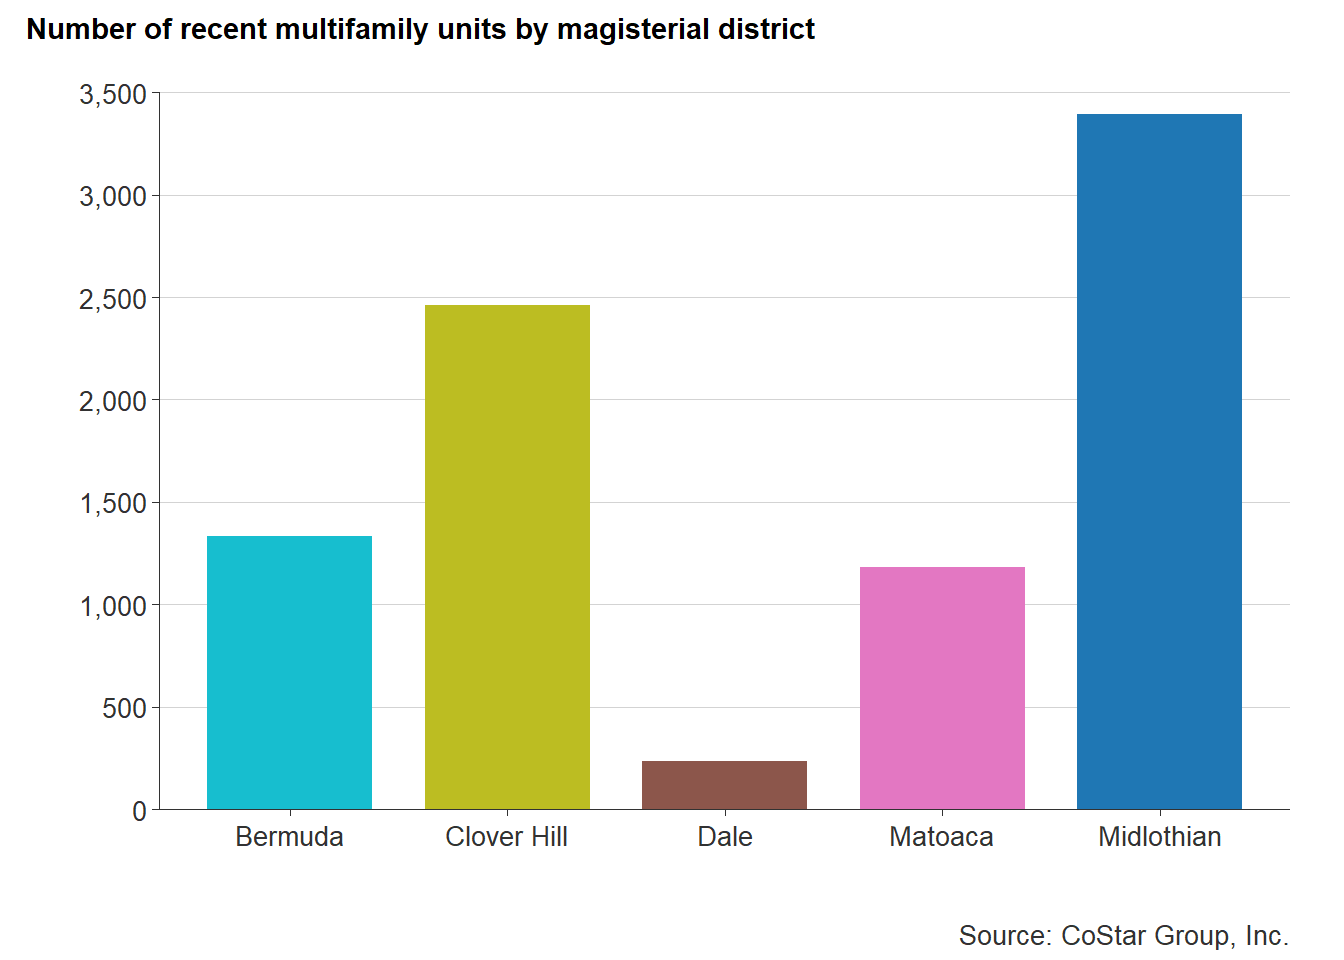 Number of recent multifamily units by magisterial district
3,500
3,000
2,500
2,000
1,500
1,000
500
0
Bermuda Clover Hill Dale Matoaca Midlothian
Source: CoStar Group, Inc.